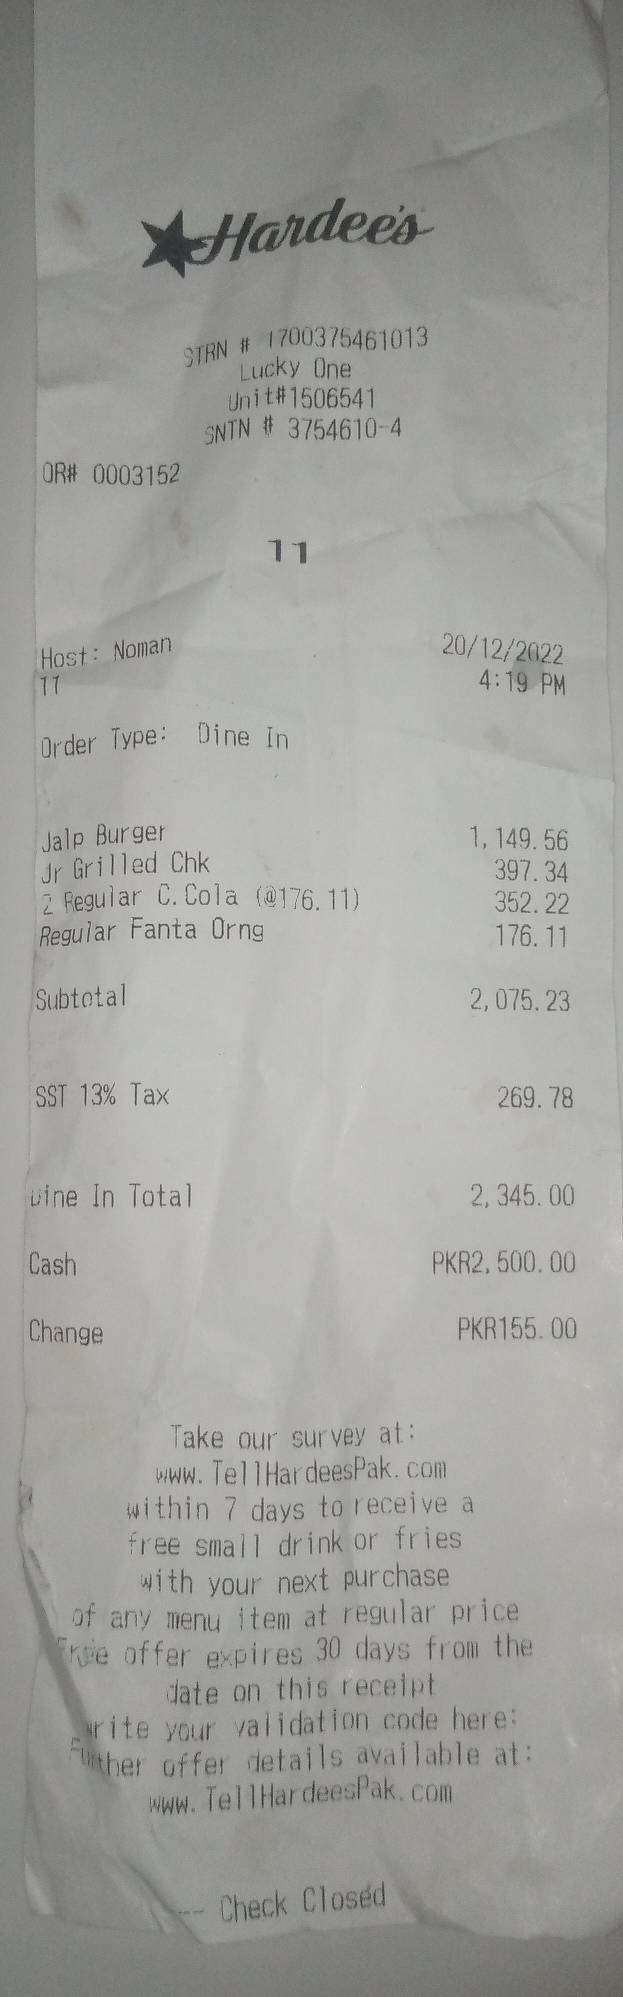 Hardee's
STRN # 1700375461013
Lucky One
Unit#1506541
SNTN # 3754610-4
OR# 0003152
11
Host: Noman 20/12/2022
11 4:19 PM
Order Type: Dine In
Jalp Burger 1,149.56
Jr Grilled Chk 397.34
2 Regular C.Cola (@176.11) 352.22
Regular Fanta Orng 176.11
Subtotal 2,075.23
SST 13% Tax 269.78
Dine In Total 2,345.00
Cash PKR2,500.00
Change PKR155.00
Take our survey at:
www.TellHardeesPak.com
within 7 days to receive a
free small drink or fries
with your next purchase
of any menu item at regular price
Free offer expires 30 days from the
date on this receipt
Write your validation code here:
Further offer details available at:
www.TellHardeesPak.com
--- Check Closed